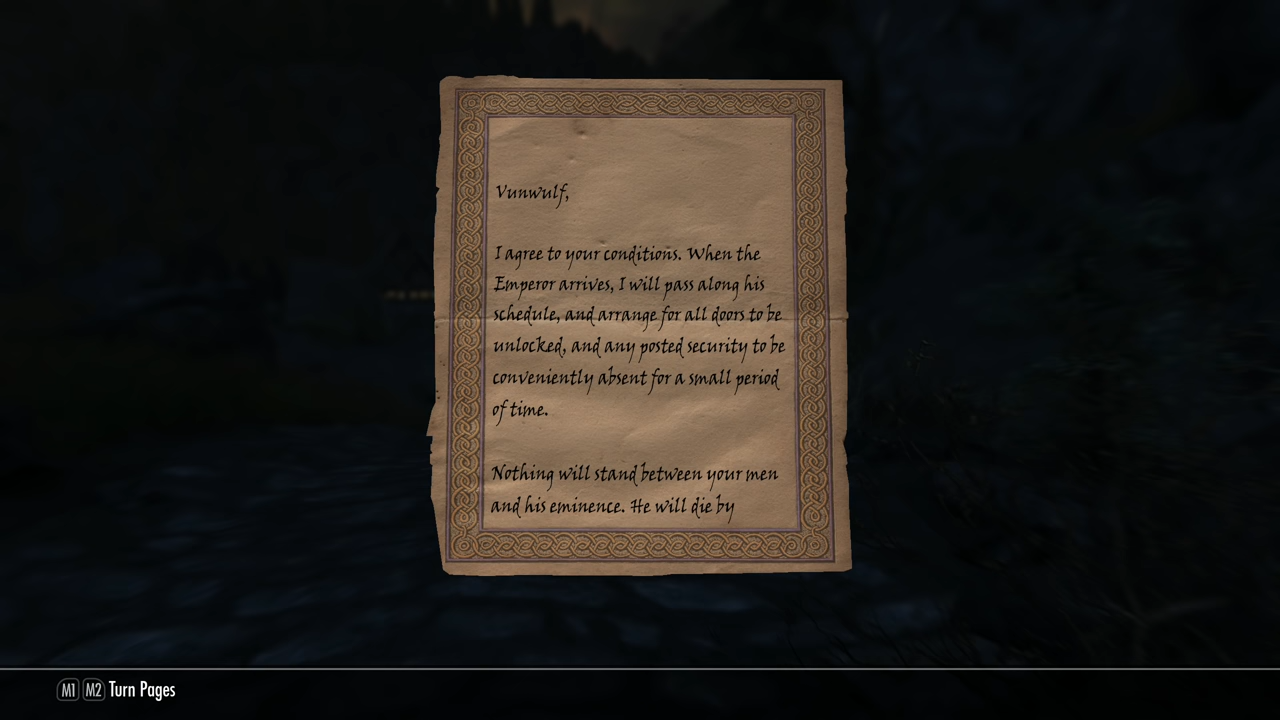 Vunwulf,
I agree to your conditions. When the
Emperor arrives, I will pass along his
schedule, and arrange for all doors to be
unlocked, and any posted security to be
conveniently absent for a small period
of time.
Nothing will stand between your men
and his eminence. He will die by
M1 M2 Turn Pages